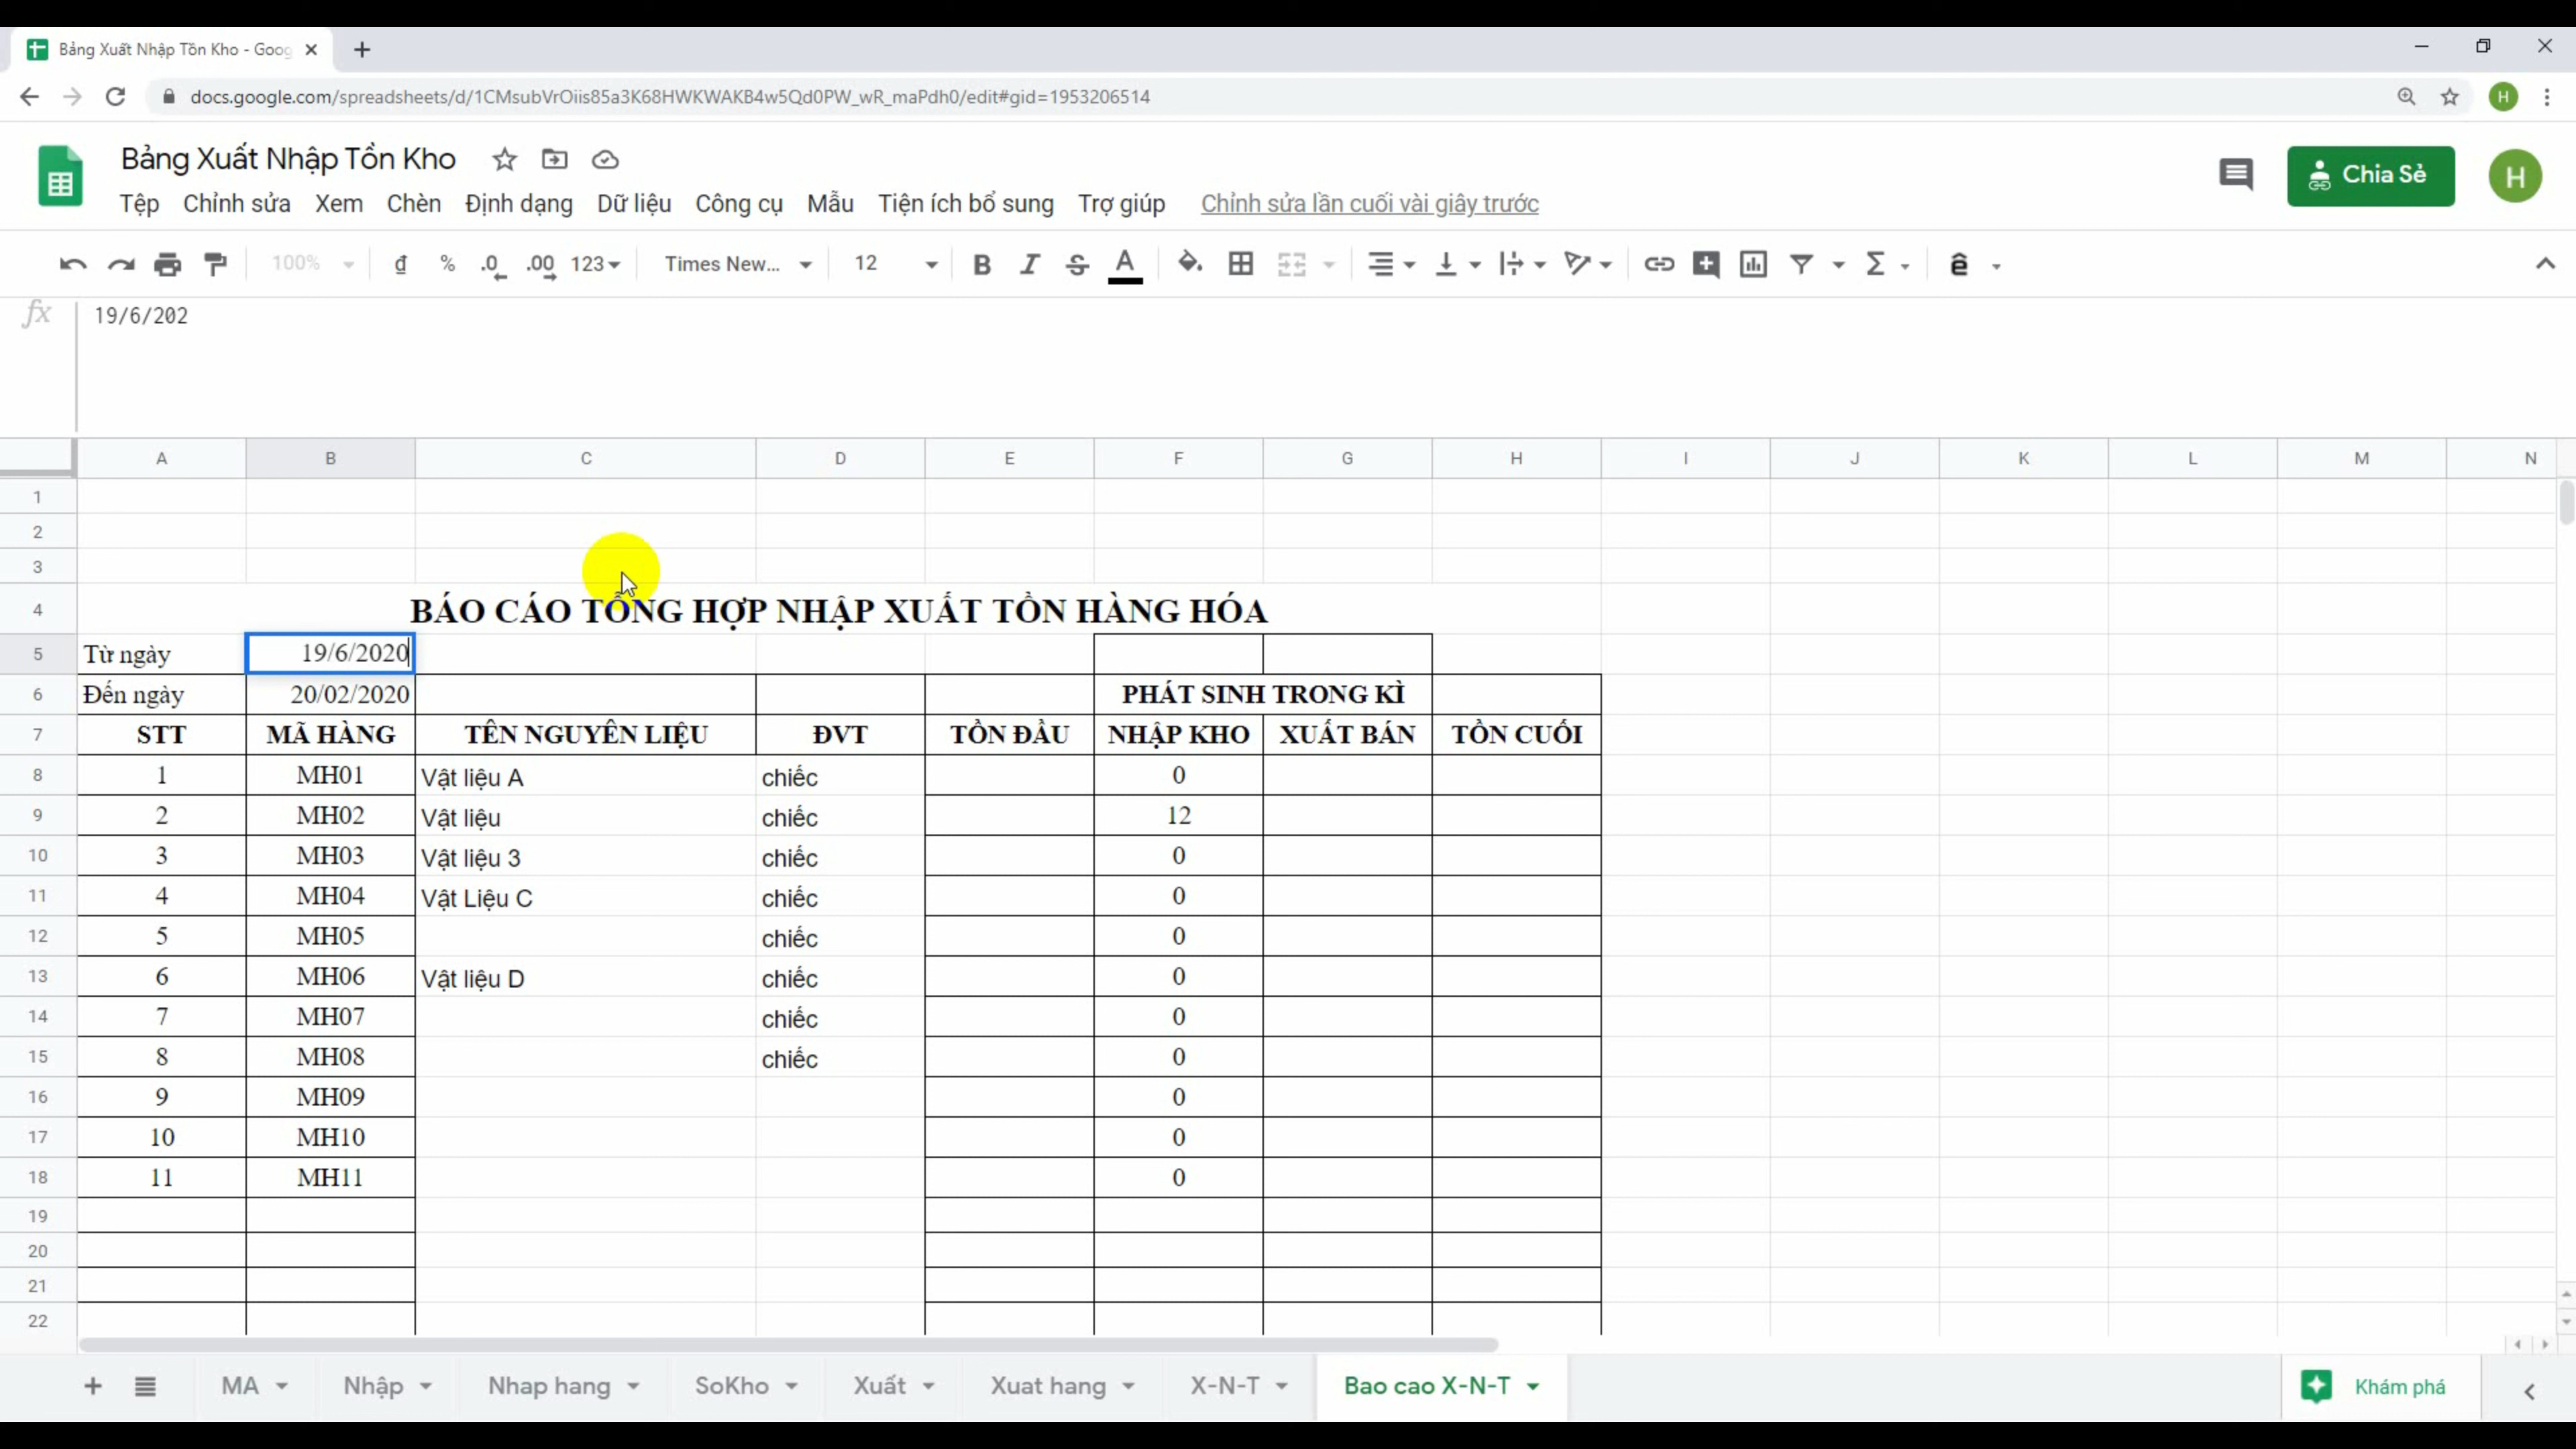 Bảng Xuất Nhập Tồn Kho - Goog
docs.google.com/spreadsheets/d/1CMsubVrOiis85a3K68HWKWAKB4w5Qd0PW_wR_maPdh0/edit#gid=1953206514
H
Bảng Xuất Nhập Tồn Kho
Chia Sẻ
H
Tệp Chỉnh sửa Xem Chèn Định dạng Dữ liệu Công cụ Mẫu Tiện ích bổ sung Trợ giúp Chỉnh sửa lần cuối vài giây trước
100% đ % .0 .00 123 Times New... 12 B I S A Σ ê
fx 19/6/202
A B C D E F G H I J K L M N
1
2
3
4 BÁO CÁO TỔNG HỢP NHẬP XUẤT TỒN HÀNG HÓA
5 Từ ngày 19/6/2020
6 Đến ngày 20/02/2020 PHÁT SINH TRONG KÌ
7 STT MÃ HÀNG TÊN NGUYÊN LIỆU ĐVT TỒN ĐẦU NHẬP KHO XUẤT BÁN TỒN CUỐI
8 1 MH01 Vật liệu A chiếc 0
9 2 MH02 Vật liệu chiếc 12
10 3 MH03 Vật liệu 3 chiếc 0
11 4 MH04 Vật Liệu C chiếc 0
12 5 MH05 chiếc 0
13 6 MH06 Vật liệu D chiếc 0
14 7 MH07 chiếc 0
15 8 MH08 chiếc 0
16 9 MH09 0
17 10 MH10 0
18 11 MH11 0
19
20
21
22
MA Nhập Nhap hang SoKho Xuất Xuat hang X-N-T Bao cao X-N-T Khám phá